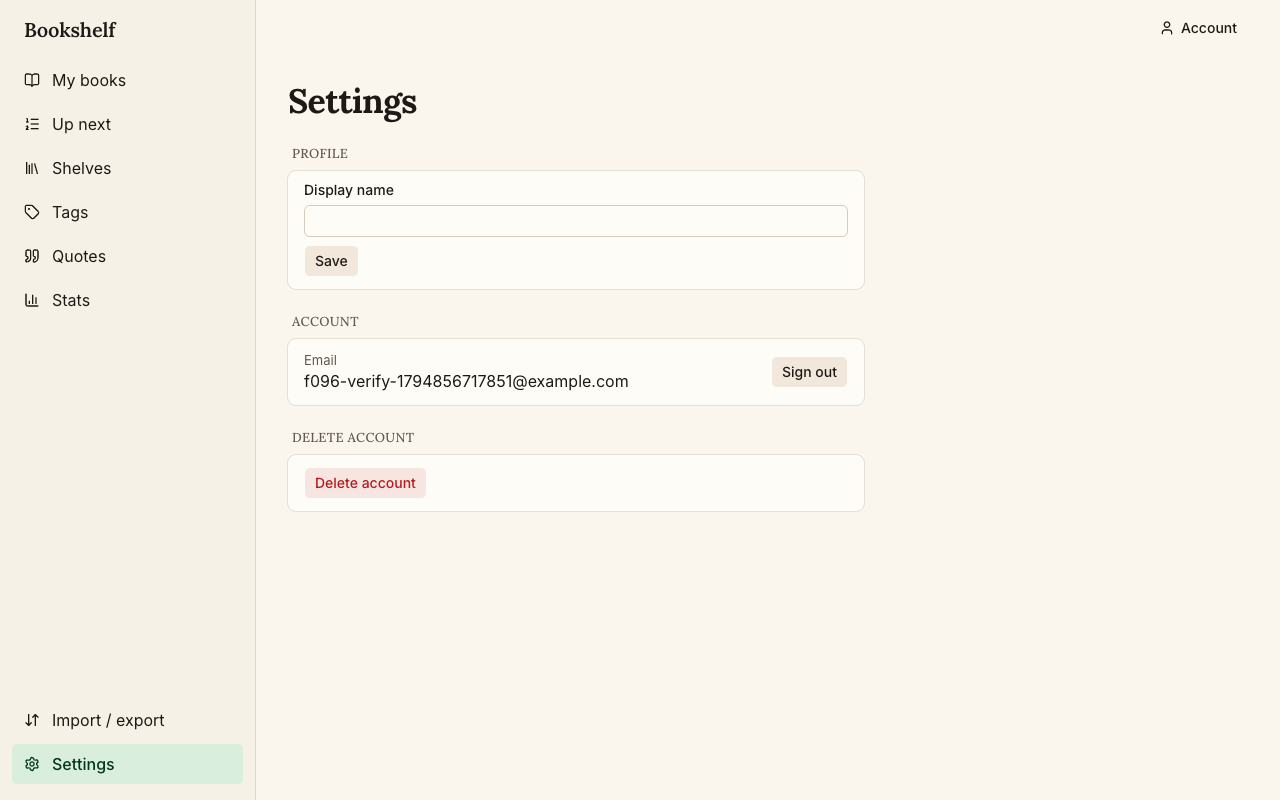 Bookshelf
My books
Up next
Shelves
Tags
Quotes
Stats
Import / export
Settings
Account
Settings
PROFILE
Display name
Save
ACCOUNT
Email
f096-verify-1794856717851@example.com
Sign out
DELETE ACCOUNT
Delete account